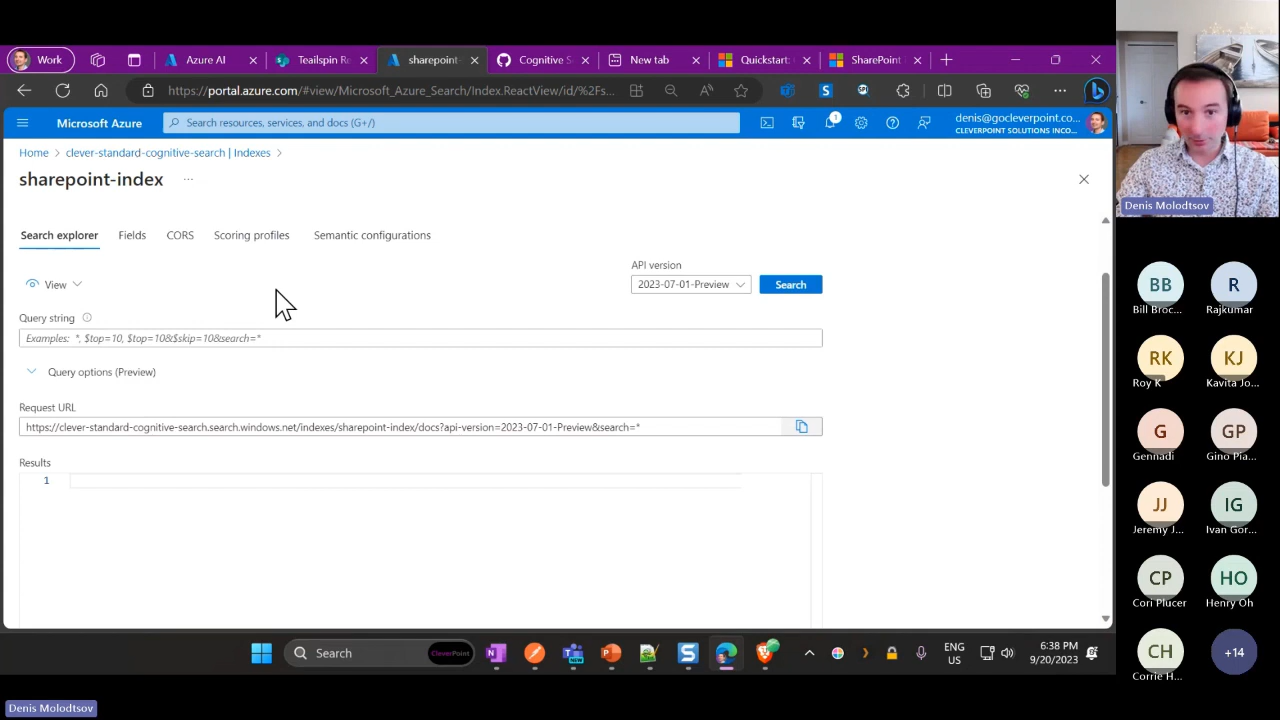 Work
Azure AI
Teailspin Re
sharepoint-
Cognitive S
New tab
Quickstart:
SharePoint
https://portal.azure.com/#view/Microsoft_Azure_Search/Index.ReactView/id/%2Fs...
Microsoft Azure
Search resources, services, and docs (G+/)
1
denis@gocleverpoint.co...
CLEVERPOINT SOLUTIONS INCO...
Home > clever-standard-cognitive-search | Indexes >
sharepoint-index
...
Search explorer
Fields
CORS
Scoring profiles
Semantic configurations
View
API version
2023-07-01-Preview
Search
Query string
Examples: *, $top=10, $top=10&$skip=10&search=*
Query options (Preview)
Request URL
https://clever-standard-cognitive-search.search.windows.net/indexes/sharepoint-index/docs?api-version=2023-07-01-Preview&search=*
Results
1
Search
CleverPoint
ENG
US
6:38 PM
9/20/2023
Denis Molodtsov
Denis Molodtsov
BB
Bill Broc...
R
Rajkumar
RK
Roy K
KJ
Kavita Jo...
G
Gennadi
GP
Gino Pia...
JJ
Jeremy J...
IG
Ivan Gor...
CP
Cori Plucer
HO
Henry Oh
CH
Corrie H...
+14